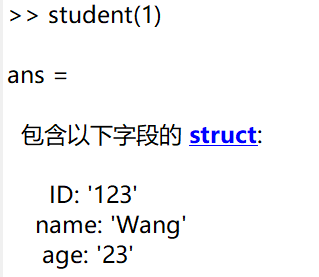 >> student(1)
ans =
包含以下字段的 struct:
ID: '123'
name: 'Wang'
age: '23'